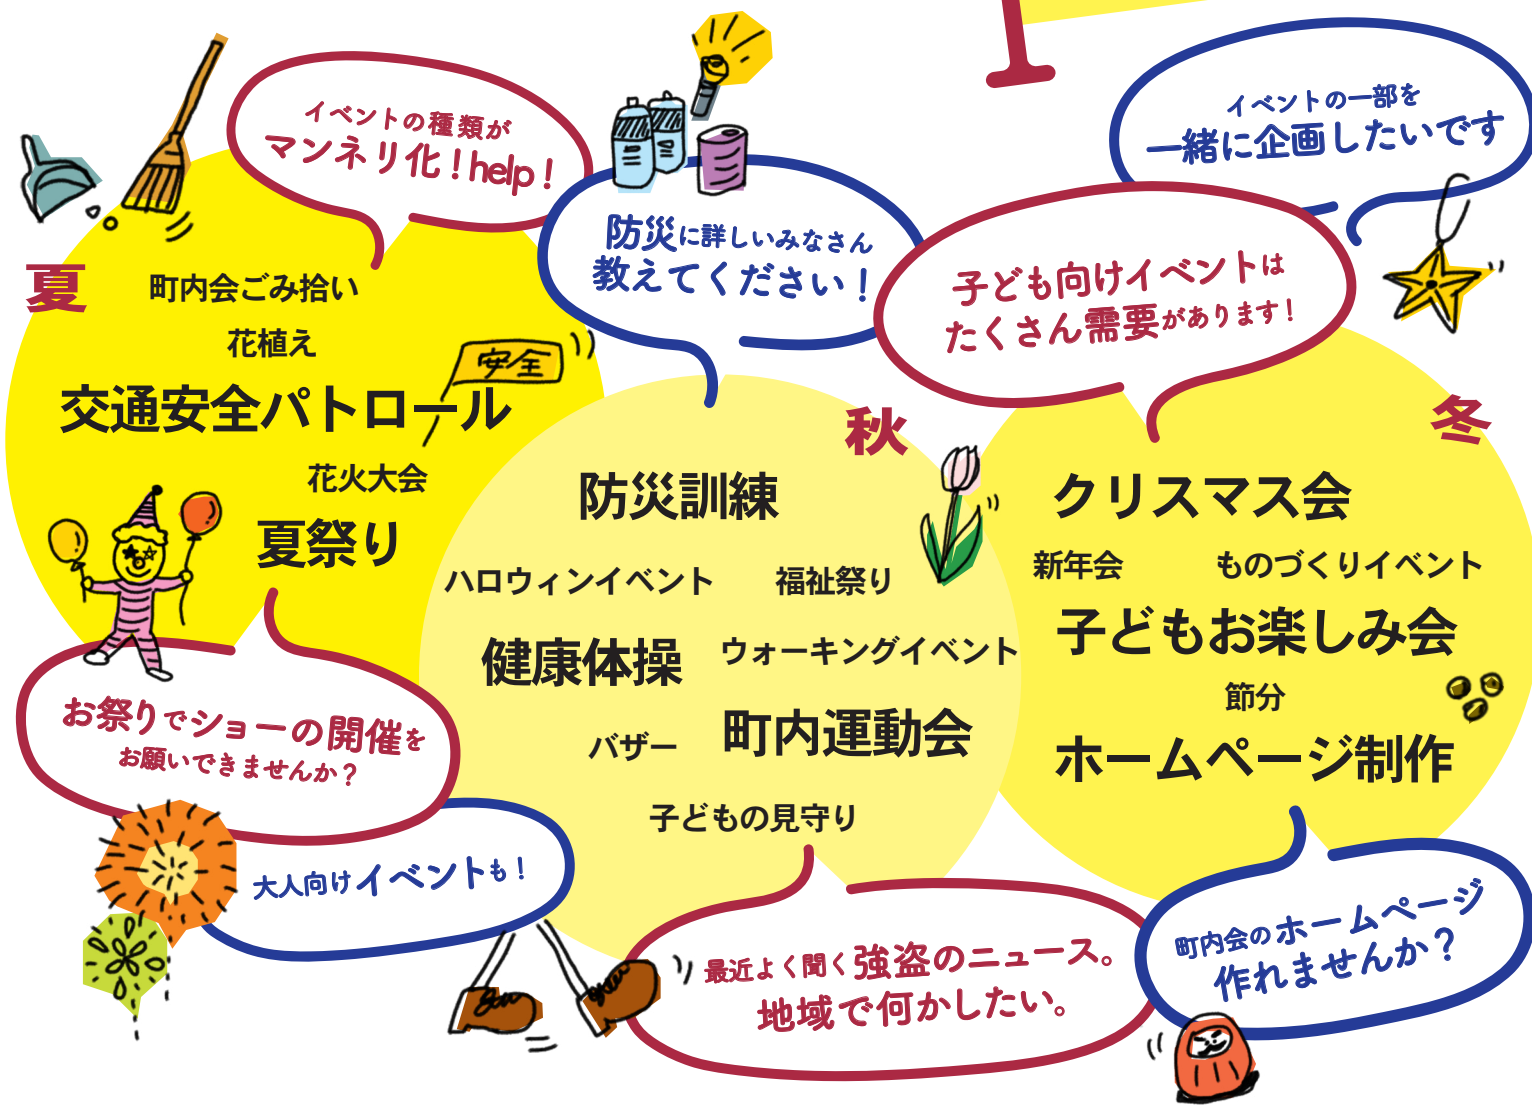 イベントの種類が
マンネリ化！help！
イベントの一部を
一緒に企画したいです
防災に詳しいみなさん
教えてください！
子ども向けイベントは
たくさん需要があります！
夏
町内会ごみ拾い
花植え
安全
交通安全パトロール
花火大会
夏祭り
お祭りでショーの開催を
お願いできませんか？
大人向けイベントも！
秋
防災訓練
ハロウィンイベント
福祉祭り
健康体操
ウォーキングイベント
バザー
町内運動会
子どもの見守り
最近よく聞く強盗のニュース。
地域で何かしたい。
冬
クリスマス会
新年会
ものづくりイベント
子どもお楽しみ会
節分
ホームページ制作
町内会のホームページ
作れませんか？